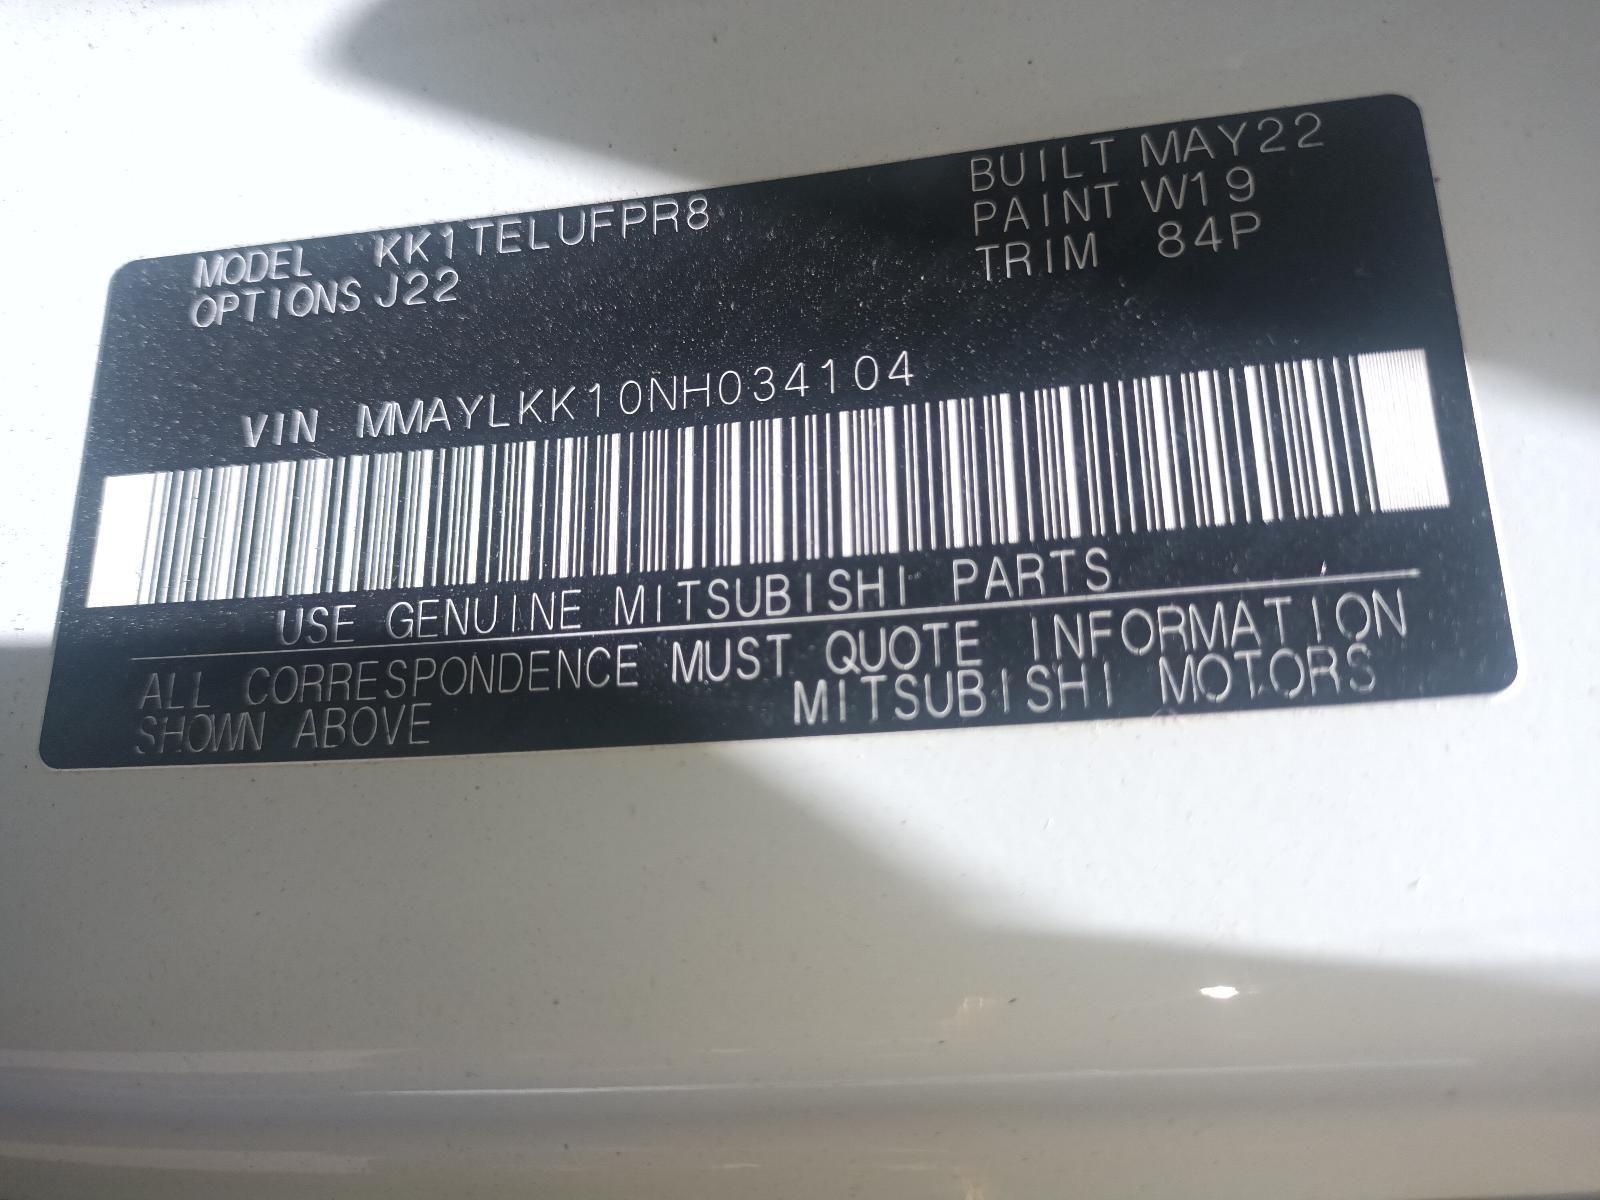 MODEL KK1TELUFPR8
OPTIONS J22
BUILT MAY22
PAINT W19
TRIM 84P
VIN MMAYLKK10NH034104
USE GENUINE MITSUBISHI PARTS
ALL CORRESPONDENCE MUST QUOTE INFORMATION
SHOWN ABOVE MITSUBISHI MOTORS